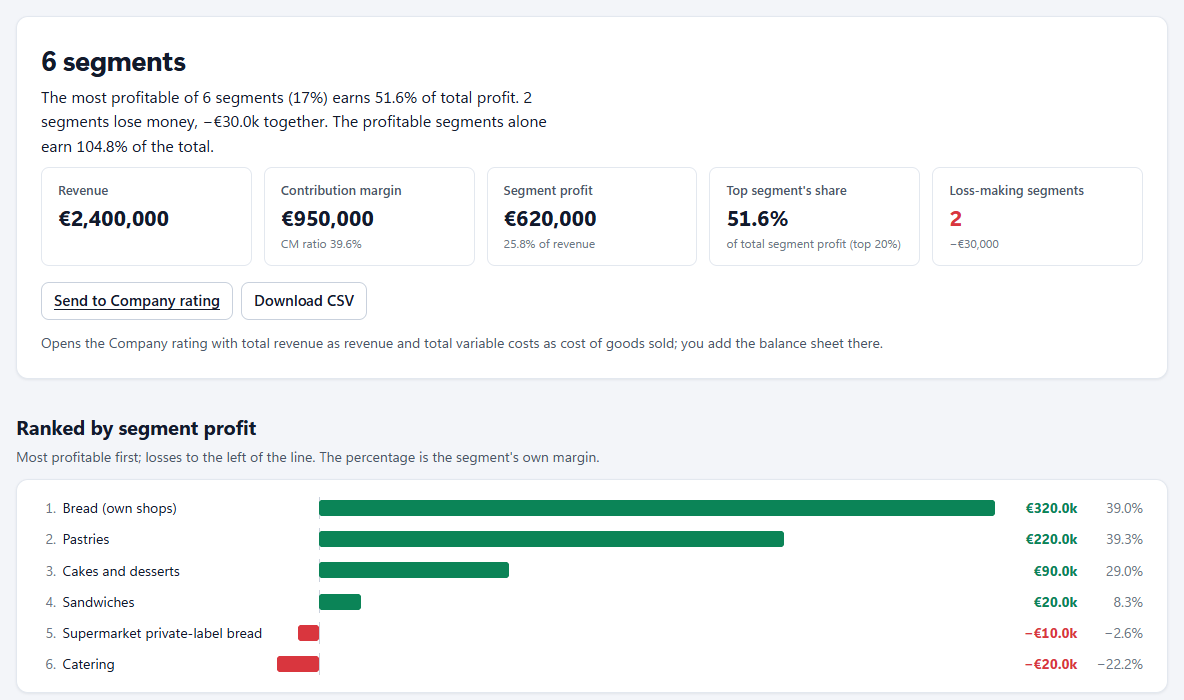 6 segments
The most profitable of 6 segments (17%) earns 51.6% of total profit. 2
segments lose money, −€30.0k together. The profitable segments alone
earn 104.8% of the total.
Revenue
€2,400,000
Contribution margin
€950,000
CM ratio 39.6%
Segment profit
€620,000
25.8% of revenue
Top segment's share
51.6%
of total segment profit (top 20%)
Loss-making segments
2
−€30,000
Send to Company rating
Download CSV
Opens the Company rating with total revenue as revenue and total variable costs as cost of goods sold; you add the balance sheet there.
Ranked by segment profit
Most profitable first; losses to the left of the line. The percentage is the segment's own margin.
1. Bread (own shops) €320.0k 39.0%
2. Pastries €220.0k 39.3%
3. Cakes and desserts €90.0k 29.0%
4. Sandwiches €20.0k 8.3%
5. Supermarket private-label bread −€10.0k −2.6%
6. Catering −€20.0k −22.2%